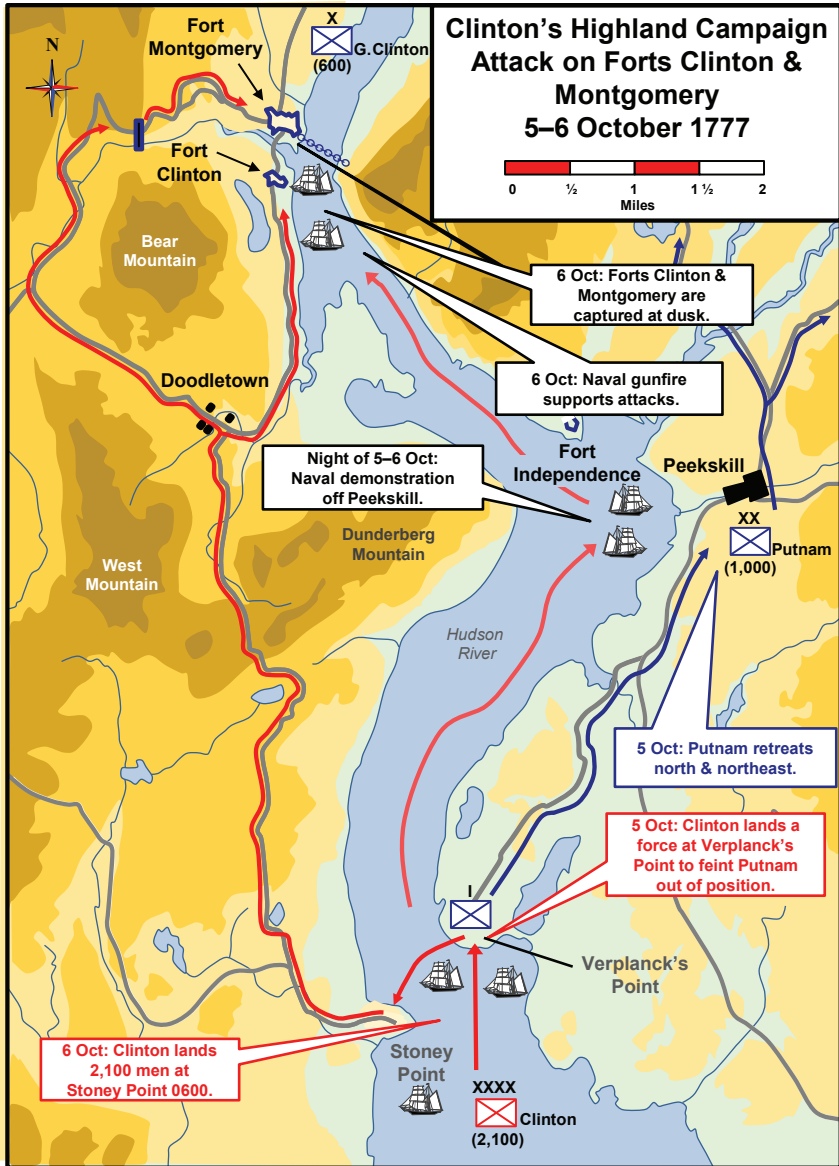 Clinton's Highland Campaign
Attack on Forts Clinton &
Montgomery
5–6 October 1777
0 ½ 1 1 ½ 2
Miles
N
Fort
Montgomery
X
G.Clinton
(600)
Fort
Clinton
Bear
Mountain
6 Oct: Forts Clinton &
Montgomery are
captured at dusk.
6 Oct: Naval gunfire
supports attacks.
Doodletown
Night of 5–6 Oct:
Naval demonstration
off Peekskill.
Fort
Independence
Peekskill
XX
Putnam
(1,000)
Dunderberg
Mountain
West
Mountain
Hudson
River
5 Oct: Putnam retreats
north & northeast.
5 Oct: Clinton lands a
force at Verplanck's
Point to feint Putnam
out of position.
I
Verplanck's
Point
6 Oct: Clinton lands
2,100 men at
Stoney Point 0600.
Stoney
Point
XXXX
Clinton
(2,100)